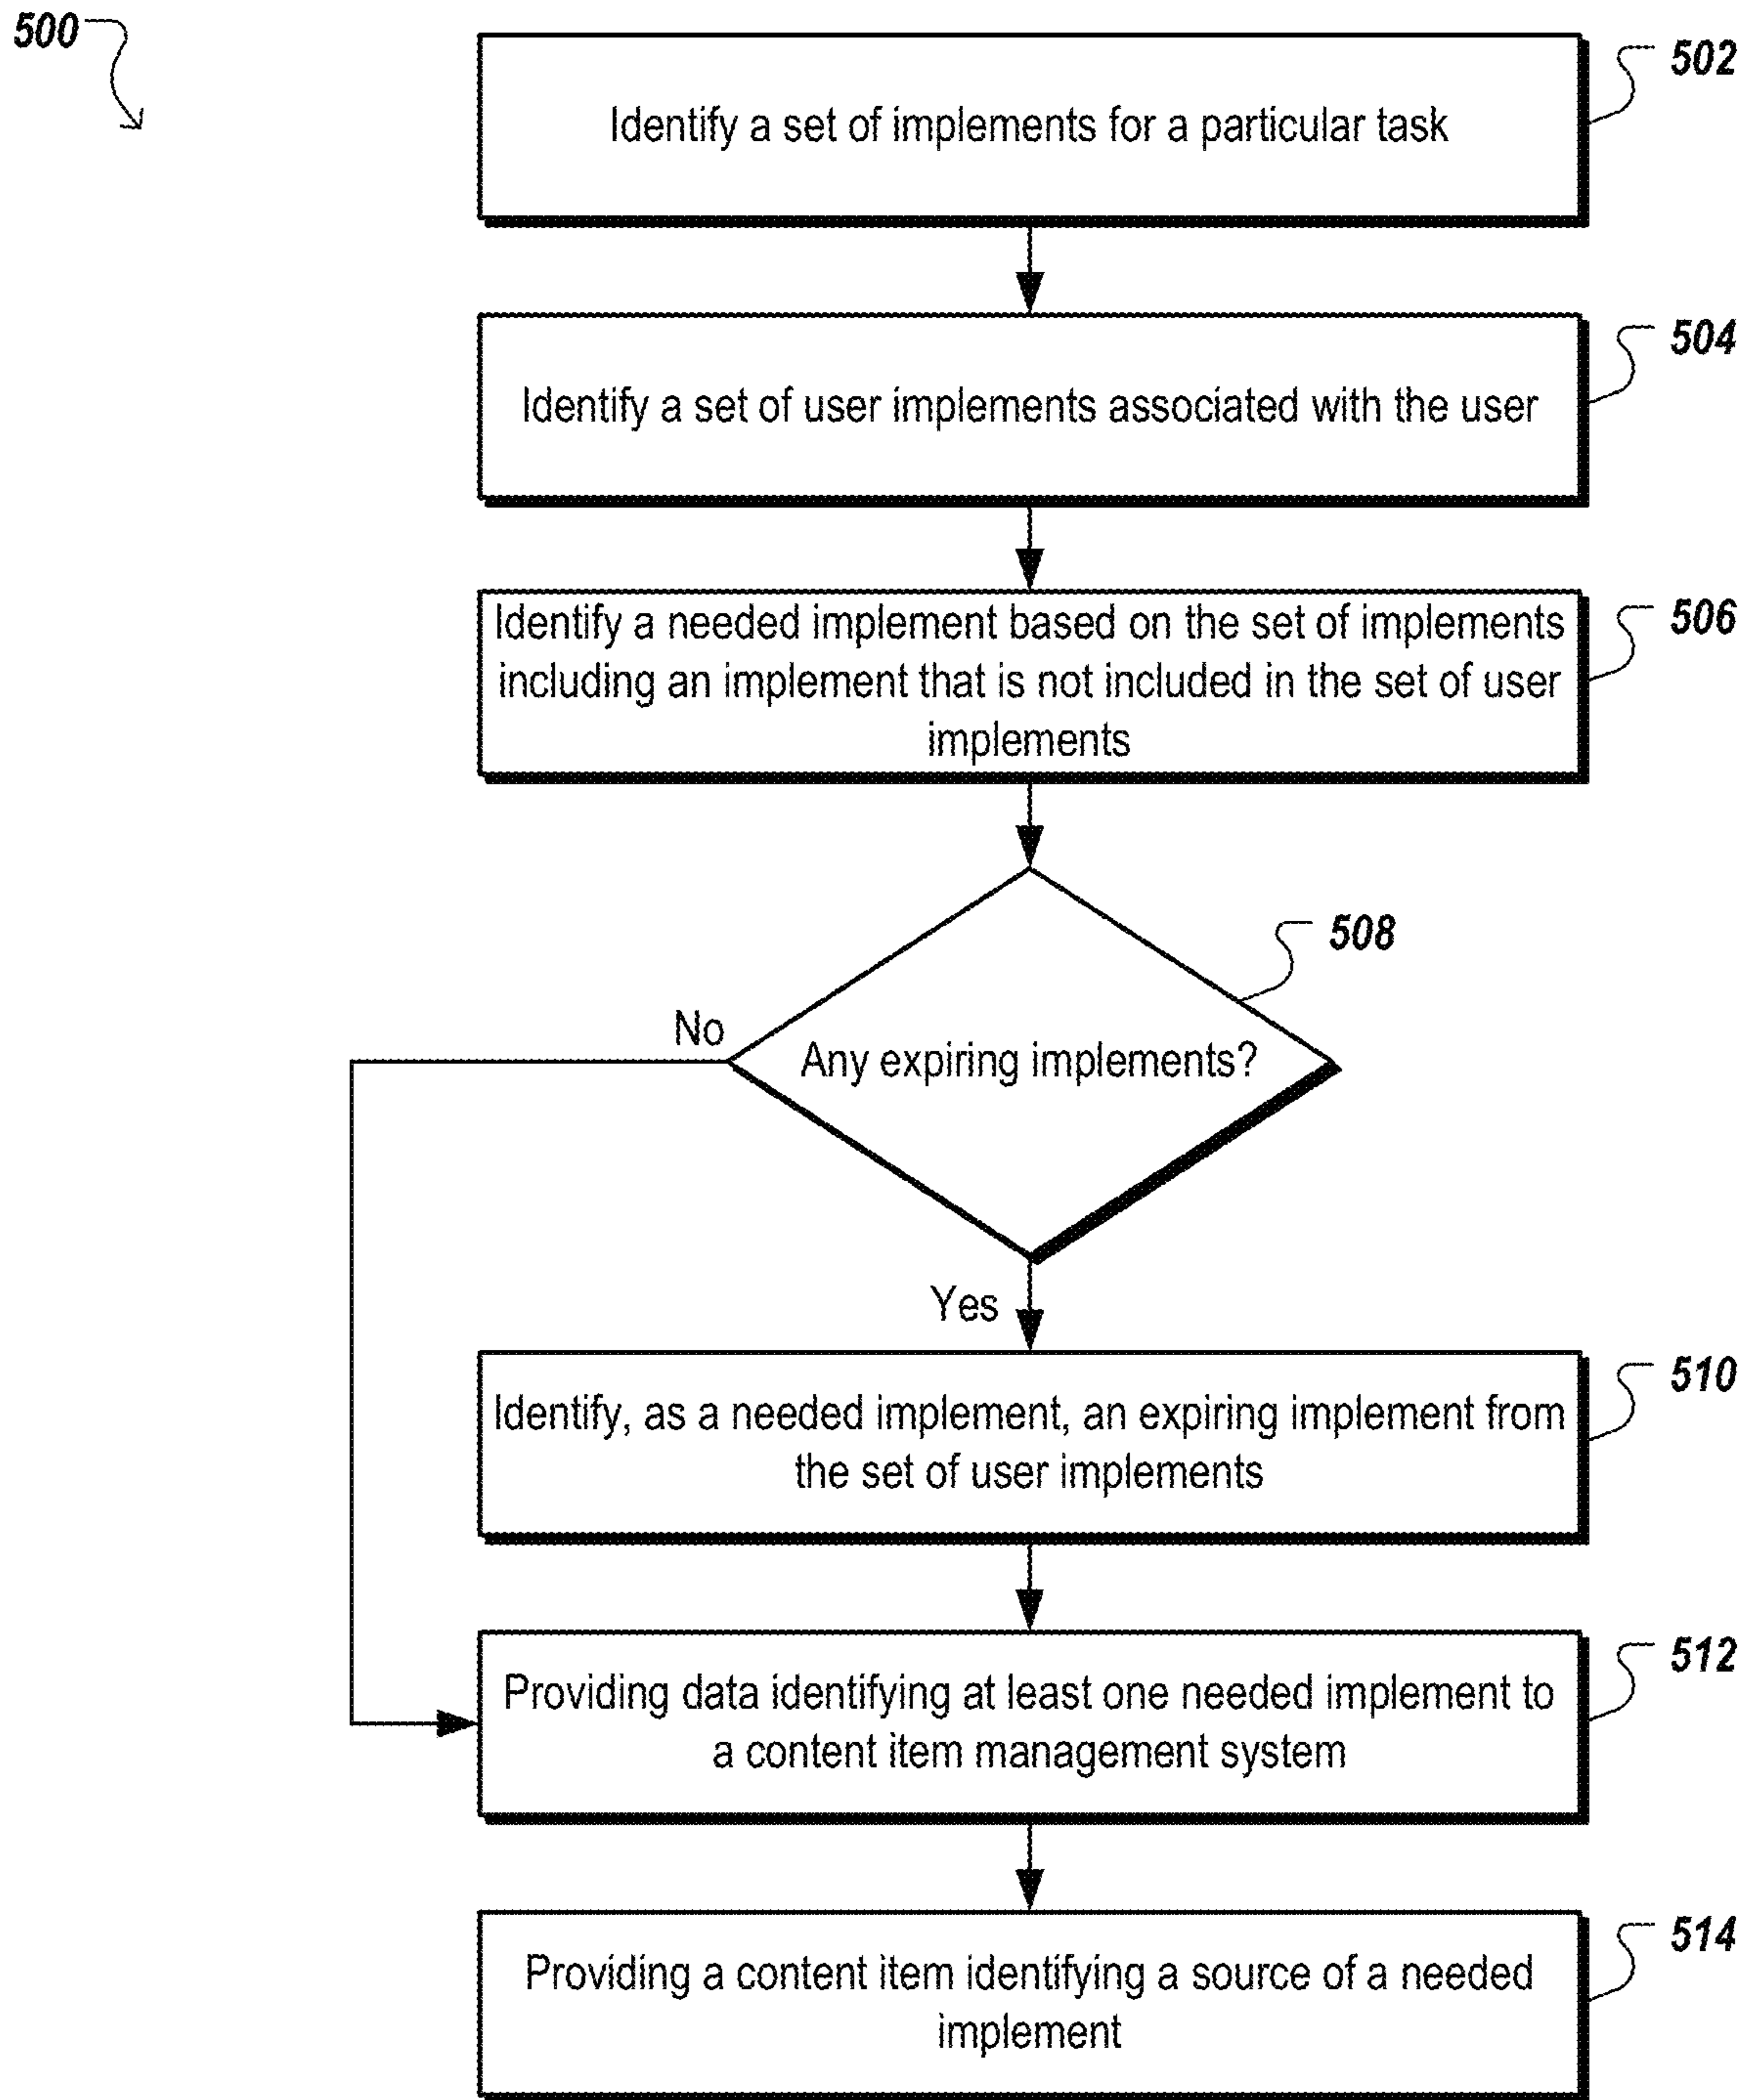 500
502
Identify a set of implements for a particular task
504
Identify a set of user implements associated with the user
506
Identify a needed implement based on the set of implements
including an implement that is not included in the set of user
implements
508
No
Any expiring implements?
Yes
510
Identify, as a needed implement, an expiring implement from
the set of user implements
512
Providing data identifying at least one needed implement to
a content item management system
514
Providing a content item identifying a source of a needed
implement